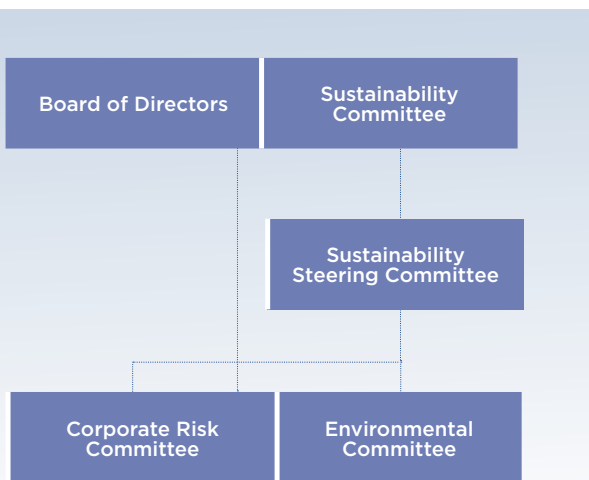 Board of Directors
Sustainability
Committee
Sustainability
Steering Committee
Corporate Risk
Committee
Environmental
Committee